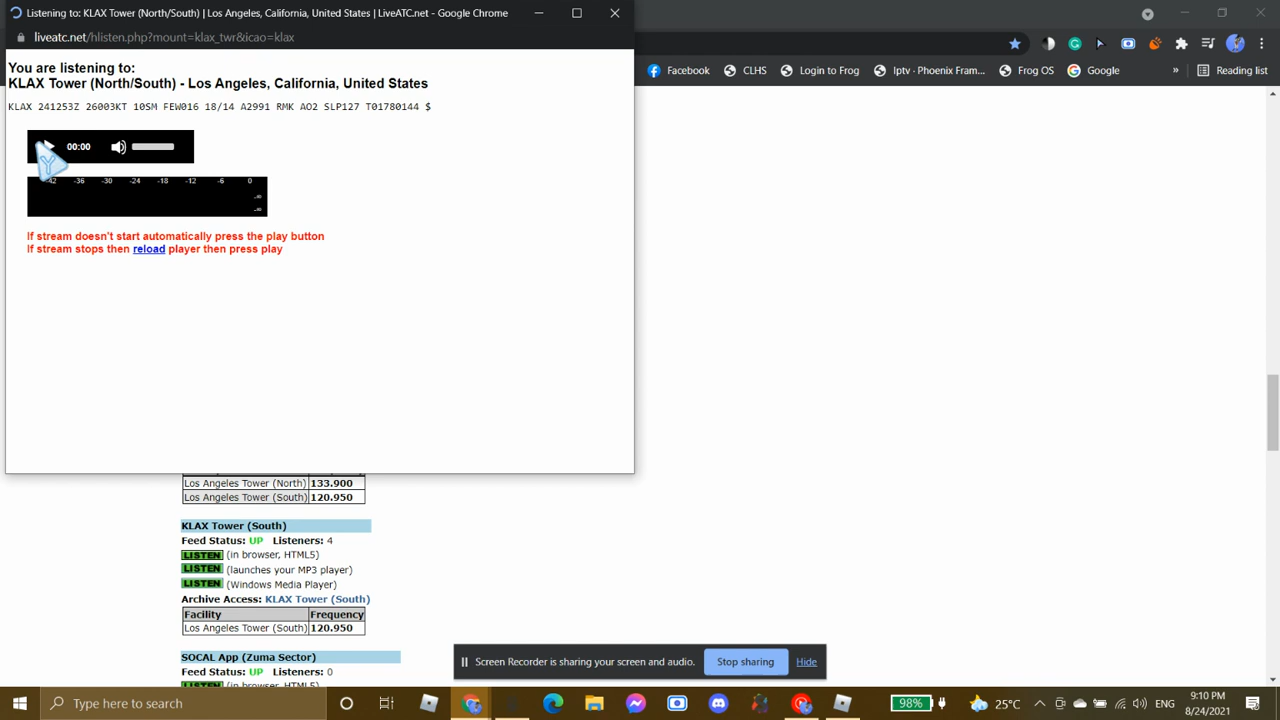 Listening to: KLAX Tower (North/South) | Los Angeles, California, United States | LiveATC.net - Google Chrome
liveatc.net/hlisten.php?mount=klax_twr&icao=klax
Facebook
CLHS
Login to Frog
Iptv - Phoenix Fram...
Frog OS
Google
»
Reading list
You are listening to:
KLAX Tower (North/South) - Los Angeles, California, United States
KLAX 241253Z 26003KT 10SM FEW016 18/14 A2991 RMK AO2 SLP127 T01780144 $
00:00
-42 -36 -30 -24 -18 -12 -6 0
-∞
-∞
If stream doesn't start automatically press the play button
If stream stops then reload player then press play
Los Angeles Tower (North) 133.900
Los Angeles Tower (South) 120.950
KLAX Tower (South)
Feed Status: UP Listeners: 4
LISTEN (in browser, HTML5)
LISTEN (launches your MP3 player)
LISTEN (Windows Media Player)
Archive Access: KLAX Tower (South)
Facility Frequency
Los Angeles Tower (South) 120.950
SOCAL App (Zuma Sector)
Feed Status: UP Listeners: 0
LISTEN (in browser, HTML5)
Screen Recorder is sharing your screen and audio.
Stop sharing
Hide
Type here to search
98%
25°C
ENG
9:10 PM
8/24/2021